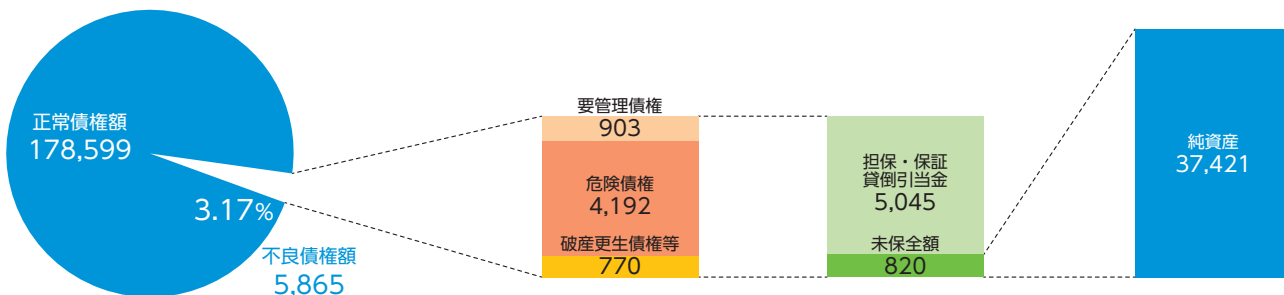 正常債権額
178,599
3.17%
不良債権額
5,865
要管理債権
903
危険債権
4,192
破産更生債権等
770
担保・保証
貸倒引当金
5,045
未保全額
820
純資産
37,421